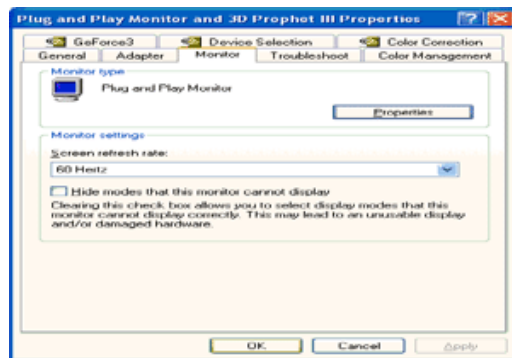 Plug and Play Monitor and 3D Prophet III Properties
GeForce3 Device Selection Color Correction
General Adapter Monitor Troubleshoot Color Management
Monitor type
Plug and Play Monitor
Properties
Monitor settings
Screen refresh rate:
60 Hertz
Hide modes that this monitor cannot display
Clearing this check box allows you to select display modes that this
monitor cannot display correctly. This may lead to an unusable display
and/or damaged hardware.
OK Cancel Apply